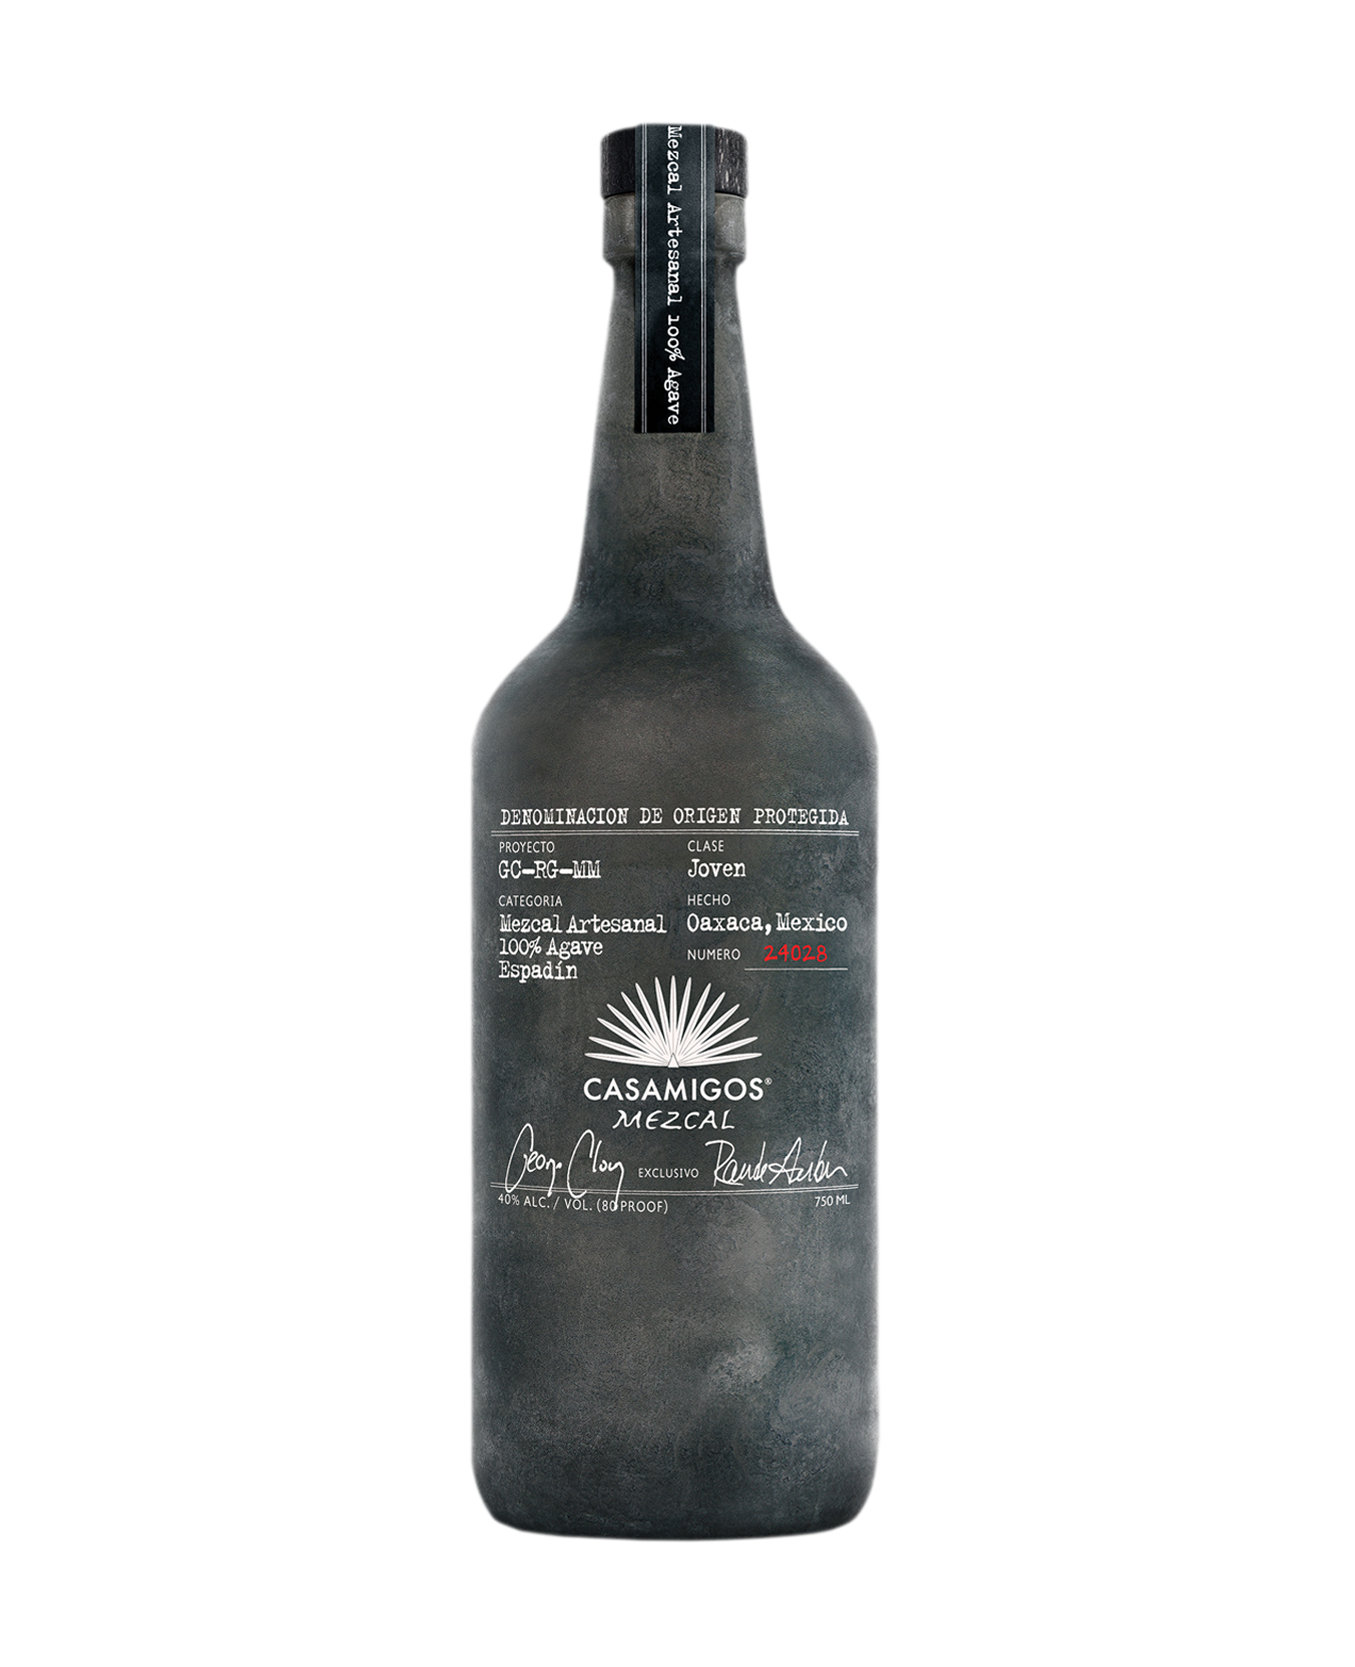 Mezcal Artesanal 100% Agave
DENOMINACION DE ORIGEN PROTEGIDA
PROYECTO
GC-RG-MM
CLASE
Joven
CATEGORIA
Mezcal Artesanal
100% Agave
Espadín
HECHO
Oaxaca, Mexico
NUMERO 24028
CASAMIGOS®
MEZCAL
EXCLUSIVO
40% ALC. / VOL. (80 PROOF)
750 ML